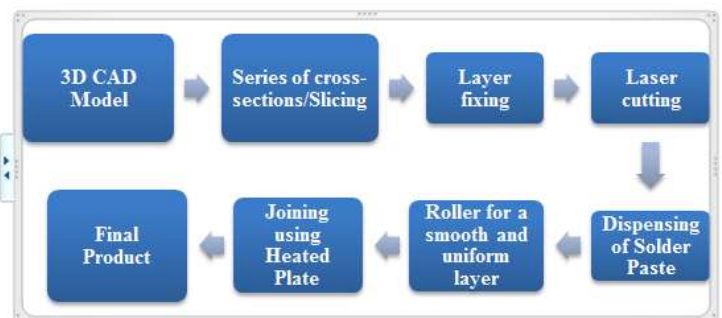 3D CAD
Model
Series of cross-
sections/Slicing
Layer
fixing
Laser
cutting
Dispensing
of Solder
Paste
Roller for a
smooth and
uniform
layer
Joining
using
Heated
Plate
Final
Product